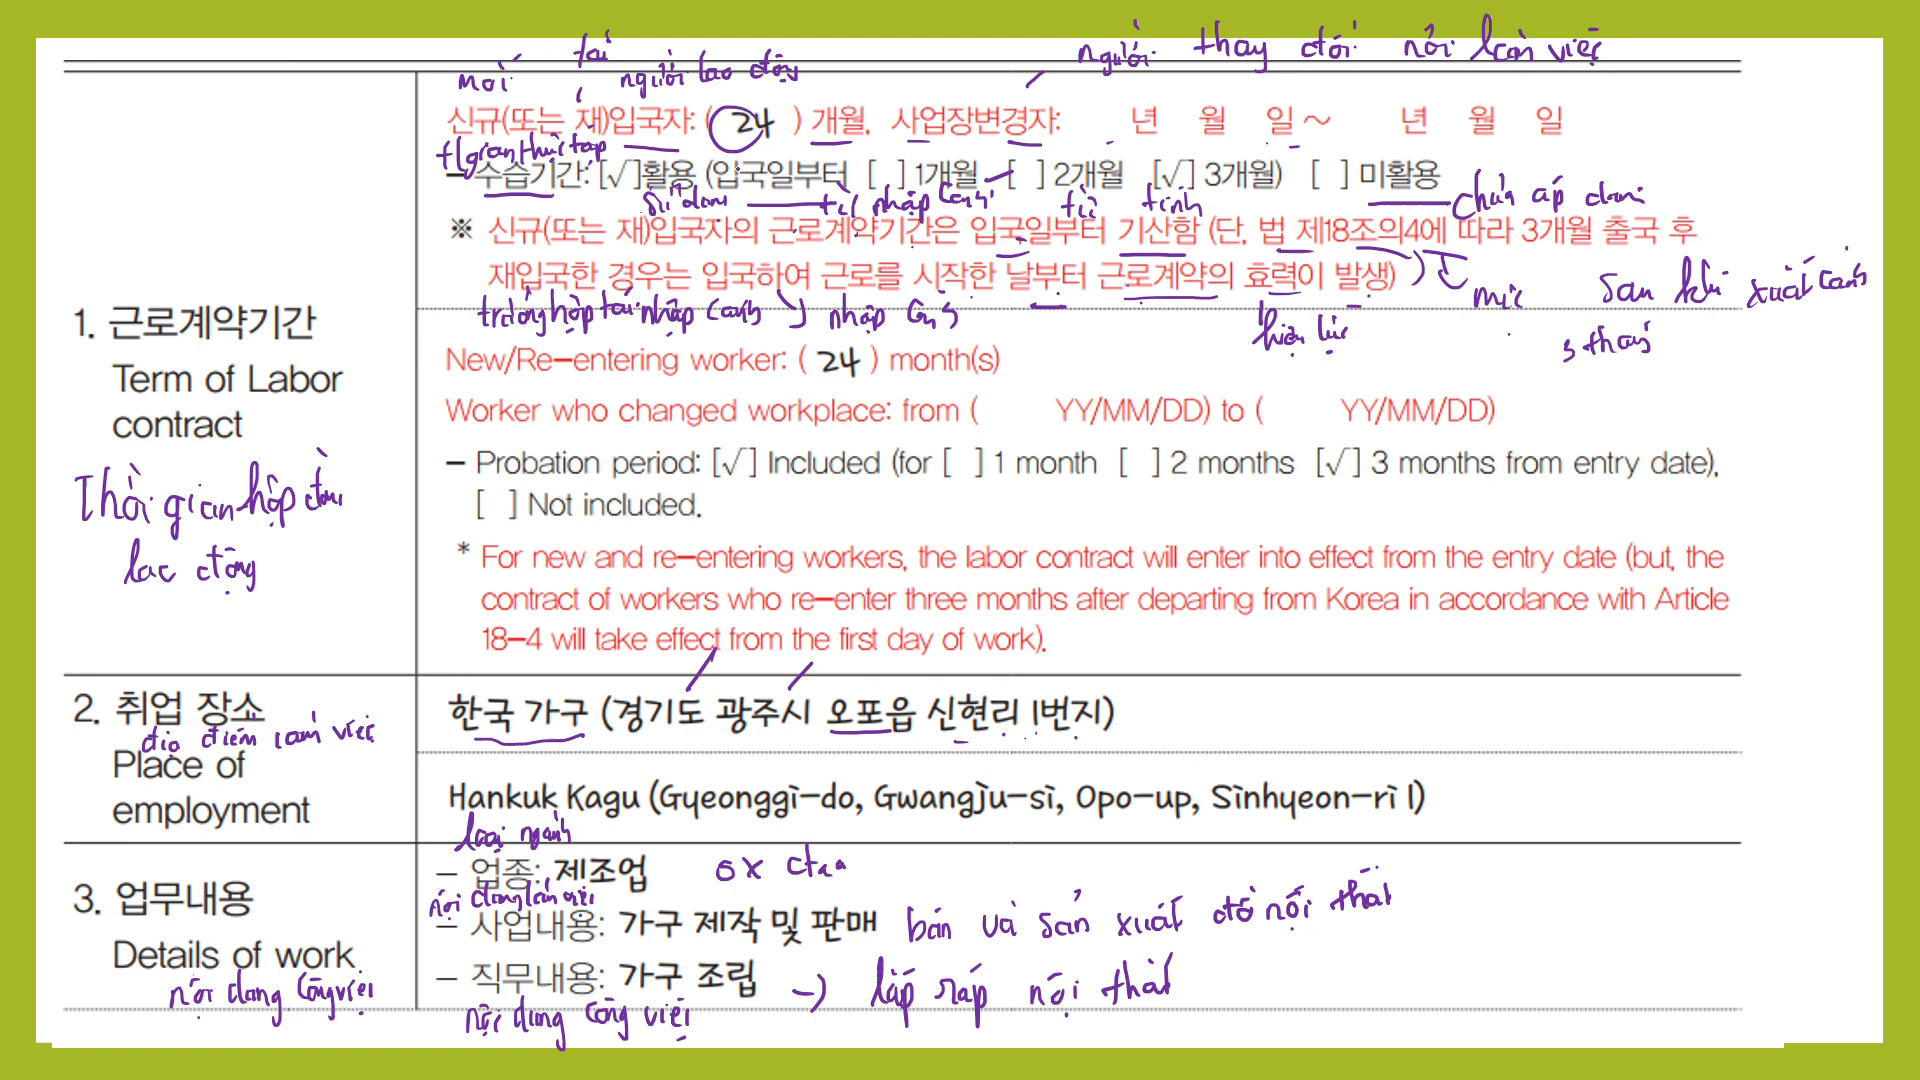 người thay đổi nơi làm việc
mới tái người lao động
신규(또는 재)입국자: ( 24 ) 개월, 사업장변경자: 년 월 일 ~ 년 월 일
– 수습기간: [√]활용 (입국일부터 [ ] 1개월 [ ] 2개월 [√] 3개월) [ ] 미활용
từ nhập cảnh từ tính chưa áp dụng
※ 신규(또는 재)입국자의 근로계약기간은 입국일부터 기산함 (단, 법 제18조의4에 따라 3개월 출국 후
재입국한 경우는 입국하여 근로를 시작한 날부터 근로계약의 효력이 발생)
sau khi xuất cảnh
3 tháng
trường hợp tái nhập cảnh nhập cảnh hiệu lực
1. 근로계약기간
Term of Labor
contract
Thời gian hợp đồng
lao động
New/Re–entering worker: ( 24 ) month(s)
Worker who changed workplace: from ( YY/MM/DD) to ( YY/MM/DD)
– Probation period: [√] Included (for [ ] 1 month [ ] 2 months [√] 3 months from entry date),
[ ] Not included.
* For new and re–entering workers, the labor contract will enter into effect from the entry date (but, the
contract of workers who re–enter three months after departing from Korea in accordance with Article
18–4 will take effect from the first day of work).
2. 취업 장소
địa điểm làm việc
Place of
employment
한국 가구 (경기도 광주시 오포읍 신현리 1번지)
Hankuk Kagu (Gyeonggi-do, Gwangju-si, Opo-up, Sinhyeon-ri 1)
3. 업무내용
Details of work
nội dung công việc
loại ngành
– 업종: 제조업
– 사업내용: 가구 제작 및 판매 bán và sản xuất đồ nội thất
– 직무내용: 가구 조립 → lắp ráp nội thất
nội dung công việc